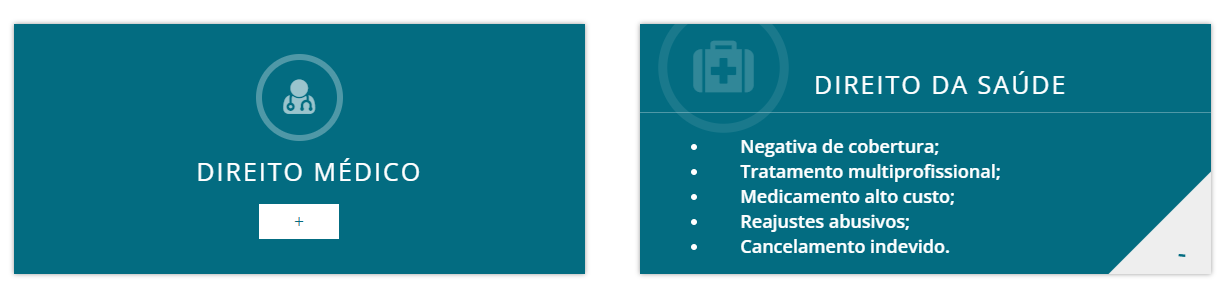 DIREITO MÉDICO
+
DIREITO DA SAÚDE
• Negativa de cobertura;
• Tratamento multiprofissional;
• Medicamento alto custo;
• Reajustes abusivos;
• Cancelamento indevido.
-